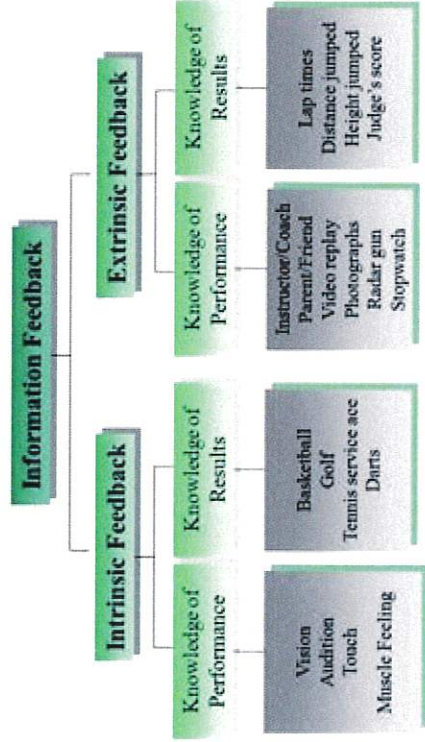 Information Feedback
Intrinsic Feedback
Extrinsic Feedback
Knowledge of
Performance
Knowledge of
Results
Knowledge of
Performance
Knowledge of
Results
Vision
Audition
Touch
Muscle Feeling
Basketball
Golf
Tennis service ace
Darts
Instructor/Coach
Parent/Friend
Video replay
Photographs
Radar gun
Stopwatch
Lap times
Distance jumped
Height jumped
Judge's score